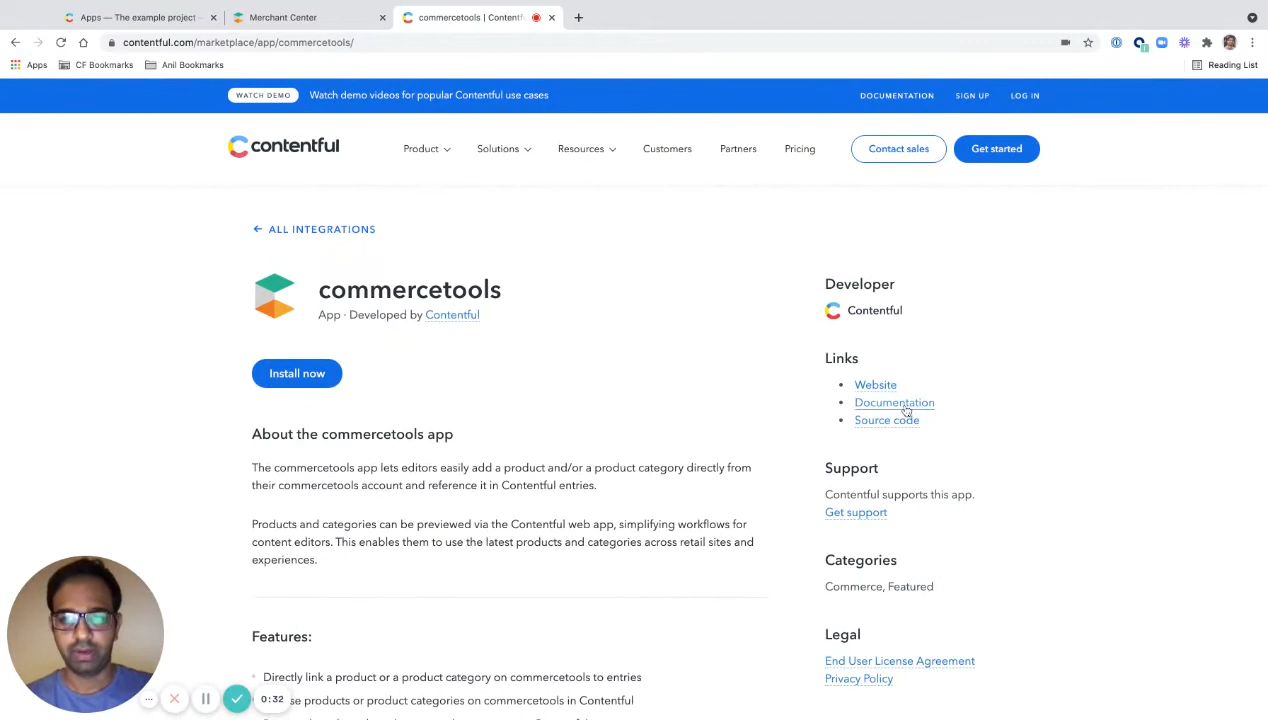 Apps — The example project
Merchant Center
commercetools | Contentf
contentful.com/marketplace/app/commercetools/
Apps
CF Bookmarks
Anil Bookmarks
Reading List
WATCH DEMO
Watch demo videos for popular Contentful use cases
DOCUMENTATION
SIGN UP
LOG IN
contentful
Product
Solutions
Resources
Customers
Partners
Pricing
Contact sales
Get started
← ALL INTEGRATIONS
commercetools
App · Developed by Contentful
Install now
About the commercetools app
The commercetools app lets editors easily add a product and/or a product category directly from
their commercetools account and reference it in Contentful entries.
Products and categories can be previewed via the Contentful web app, simplifying workflows for
content editors. This enables them to use the latest products and categories across retail sites and
experiences.
Features:
Directly link a product or a product category on commercetools to entries
se products or product categories on commercetools in Contentful
Developer
Contentful
Links
Website
Documentation
Source code
Support
Contentful supports this app.
Get support
Categories
Commerce, Featured
Legal
End User License Agreement
Privacy Policy
0:32